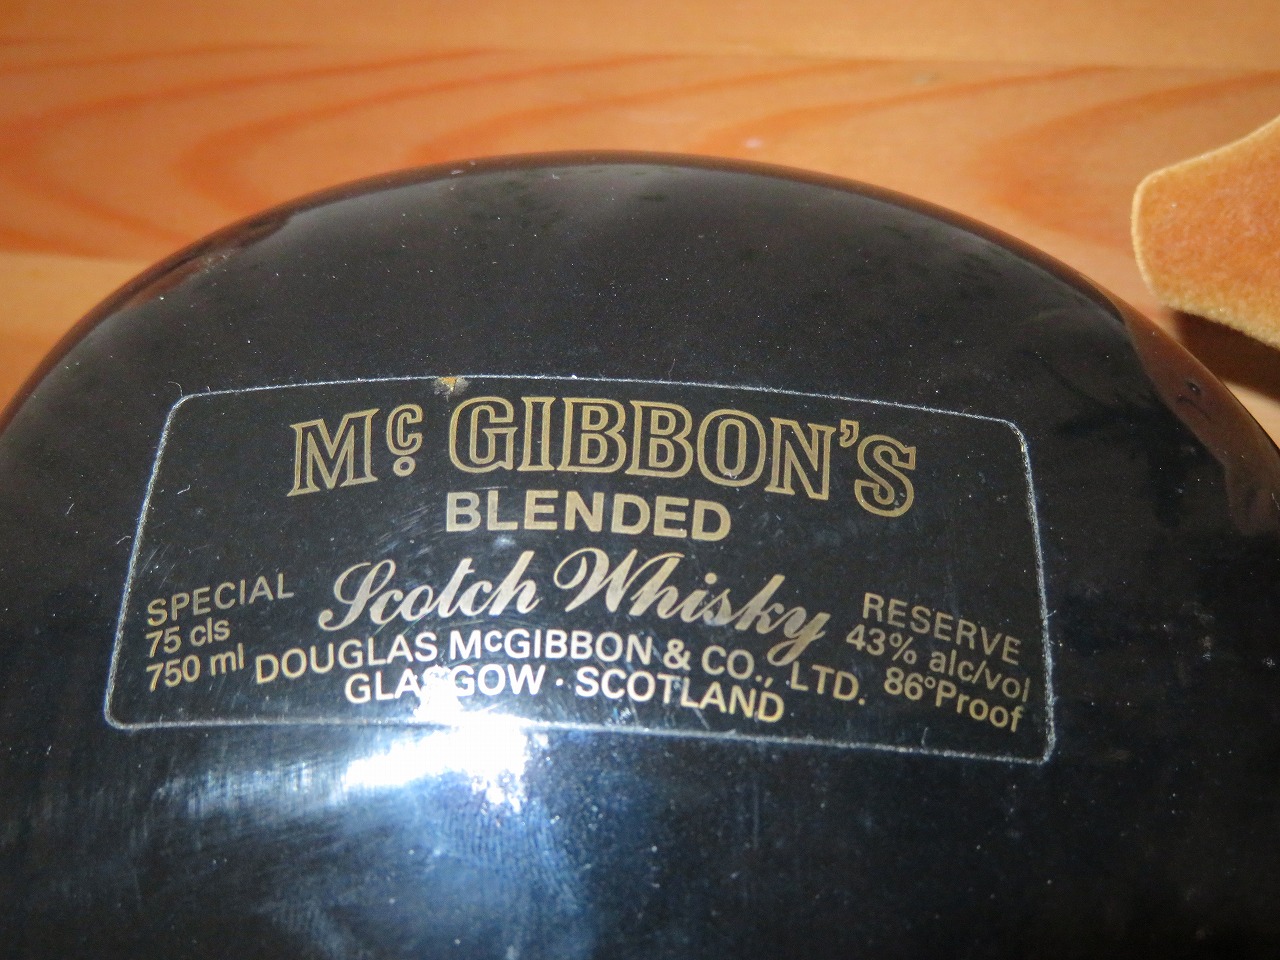 Mc GIBBON'S
BLENDED
Scotch Whisky
SPECIAL
75 cls
750 ml
RESERVE
43% alc/vol
86° Proof
DOUGLAS McGIBBON & CO., LTD.
GLASGOW · SCOTLAND